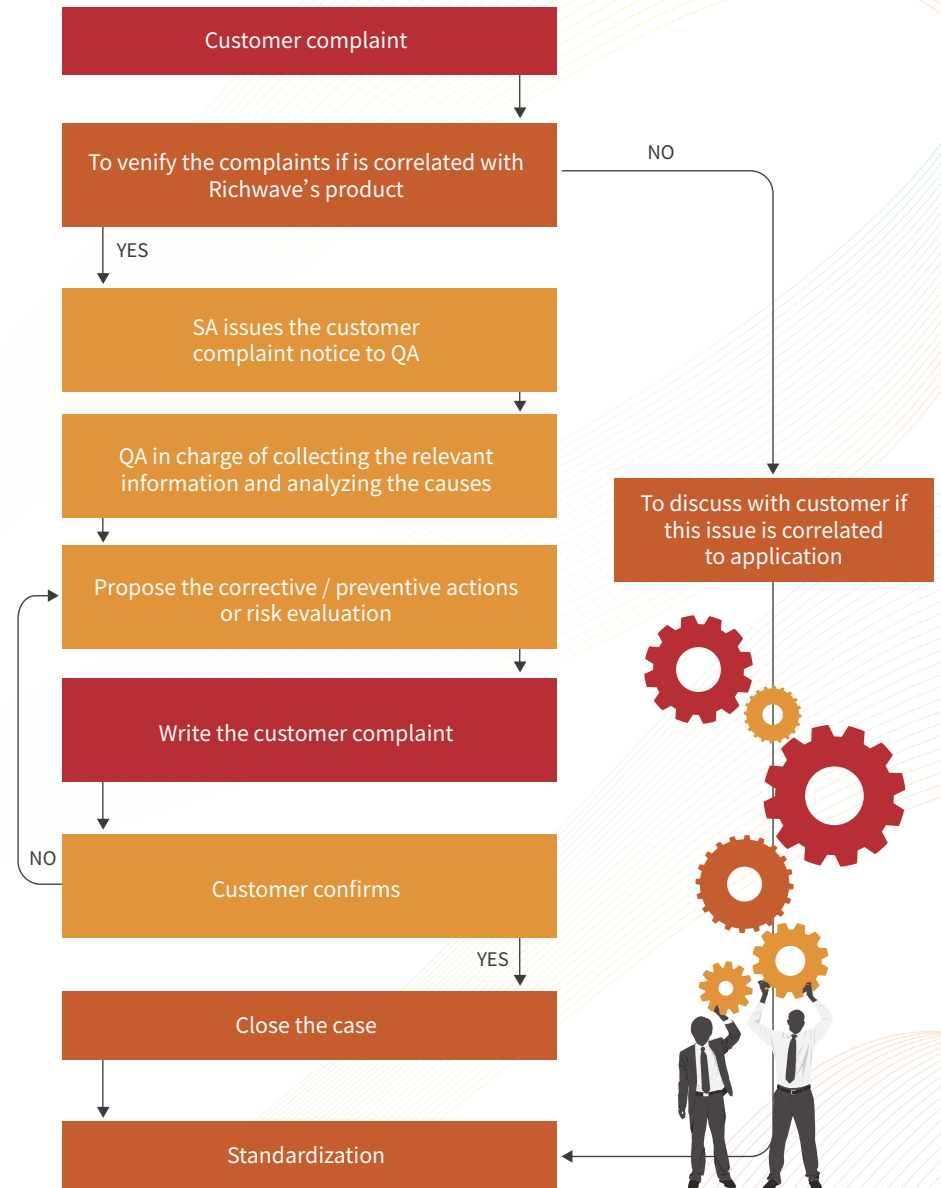 Customer complaint
To venify the complaints if is correlated with
Richwave’s product
NO
YES
SA issues the customer
complaint notice to QA
QA in charge of collecting the relevant
information and analyzing the causes
To discuss with customer if
this issue is correlated
to application
Propose the corrective / preventive actions
or risk evaluation
Write the customer complaint
NO
Customer confirms
YES
Close the case
Standardization